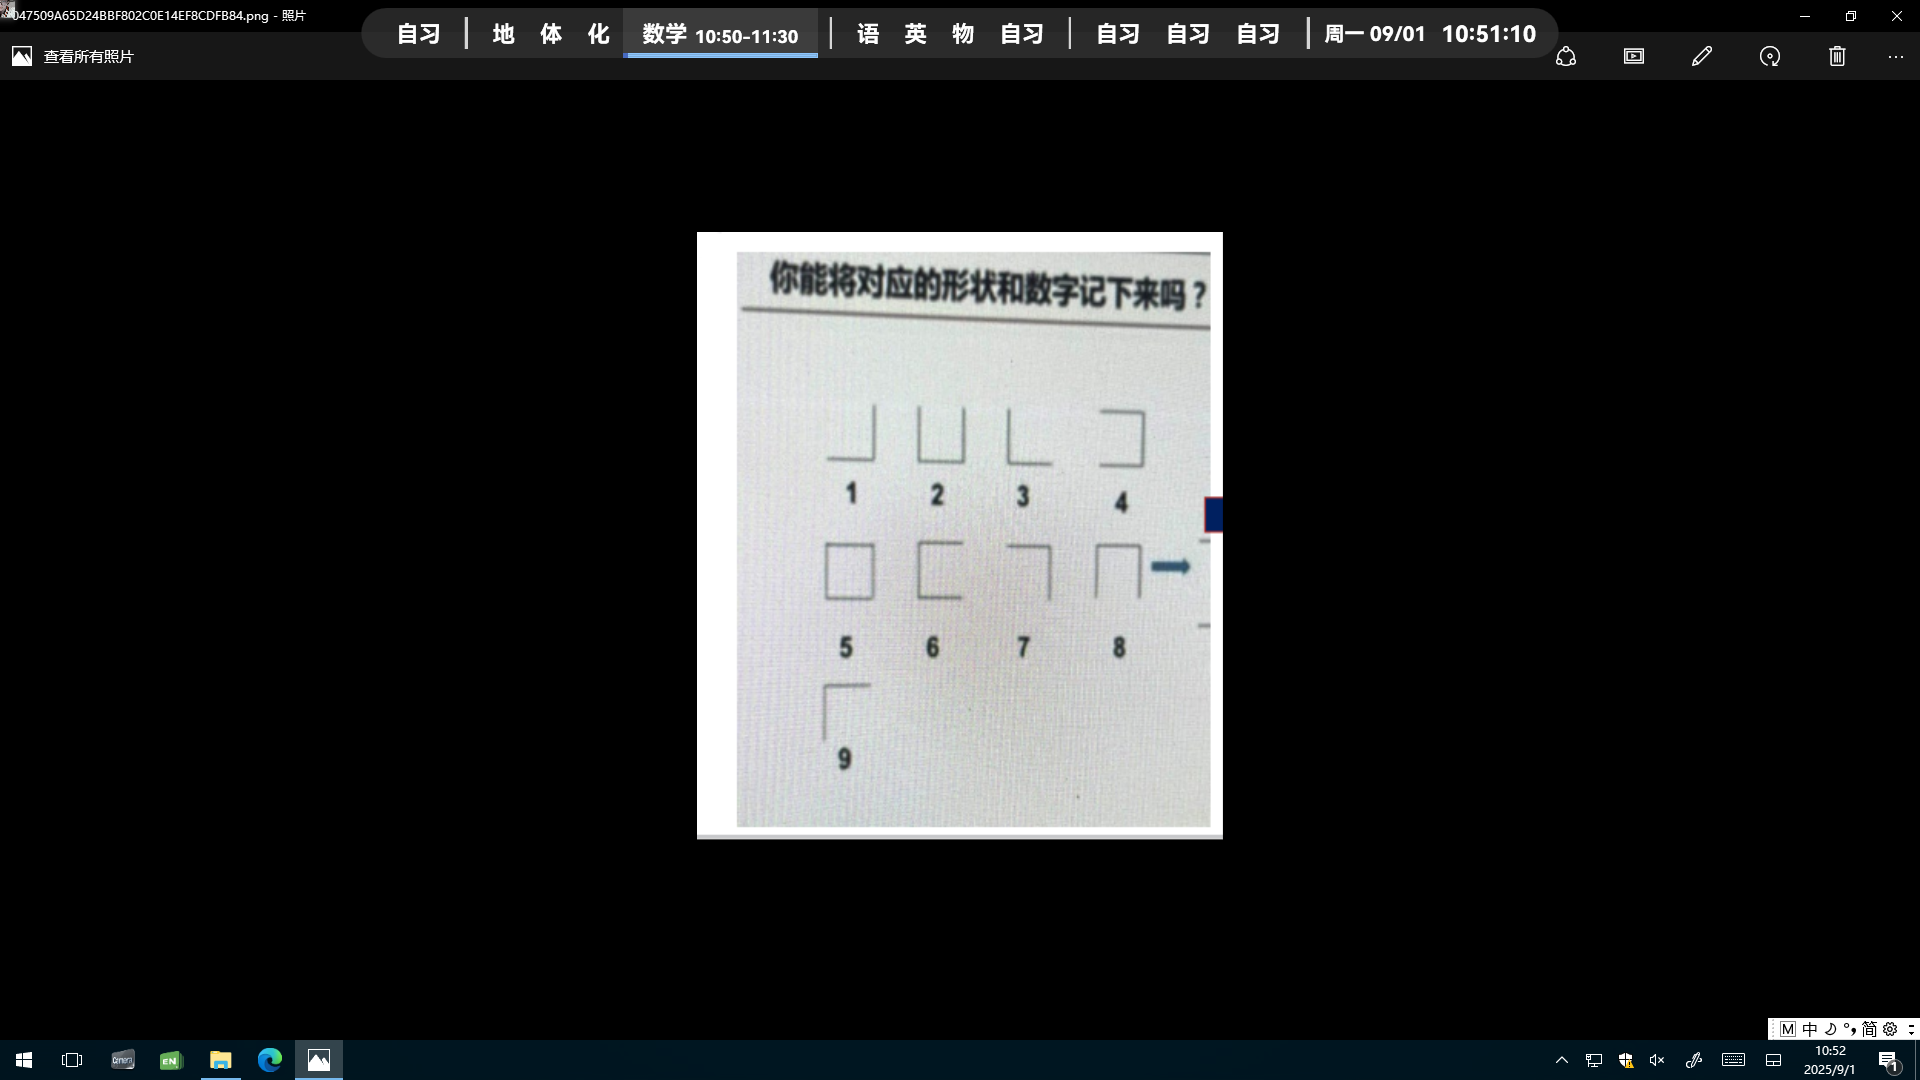 047509A65D24BBF802C0E14EF8CDFB84.png - 照片
自习 | 地 体 化 数学 10:50-11:30 | 语 英 物 自习 | 自习 自习 自习 | 周一 09/01 10:51:10
查看所有照片
你能将对应的形状和数字记下来吗？
1 2 3 4
5 6 7 8
9
M 中 简
Camera EN
10:52
2025/9/1
1